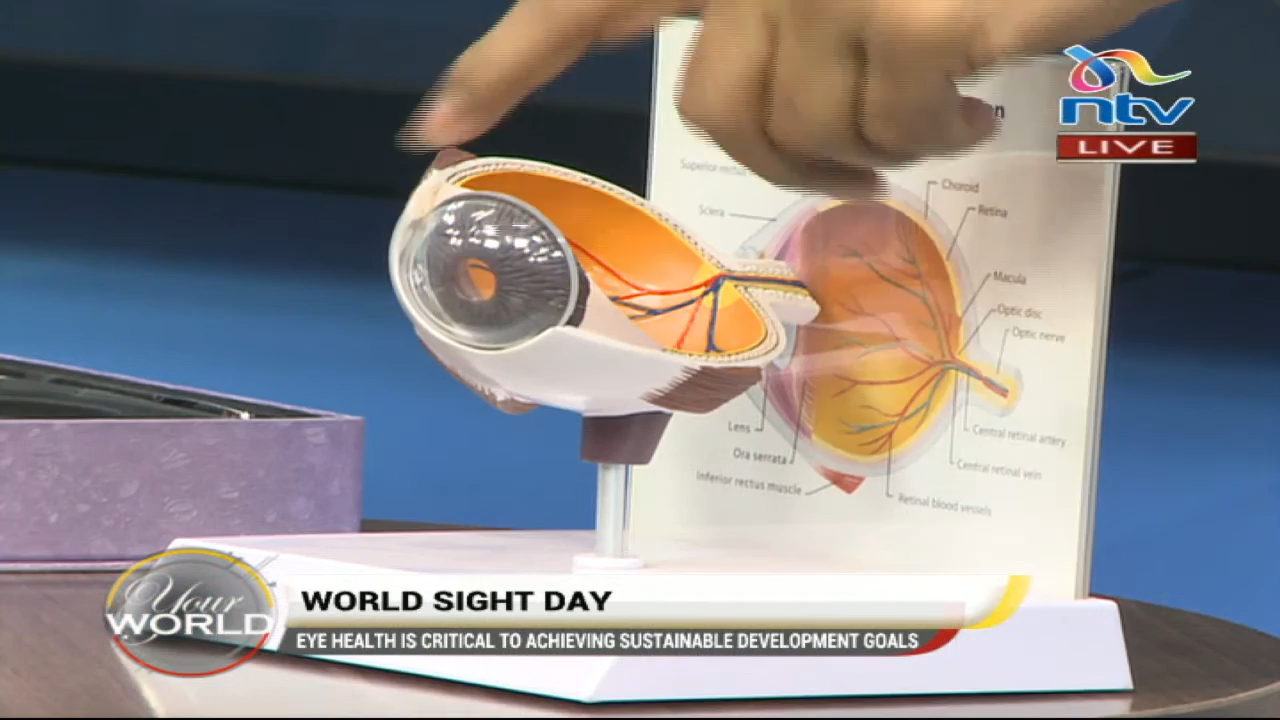 ntv
LIVE
Superior rectus
Choroid
Sclera
Retina
Macula
Optic disc
Optic nerve
Lens
Central retinal artery
Ora serrata
Central retinal vein
Inferior rectus muscle
Retinal blood vessels
Your
WORLD
WORLD SIGHT DAY
EYE HEALTH IS CRITICAL TO ACHIEVING SUSTAINABLE DEVELOPMENT GOALS